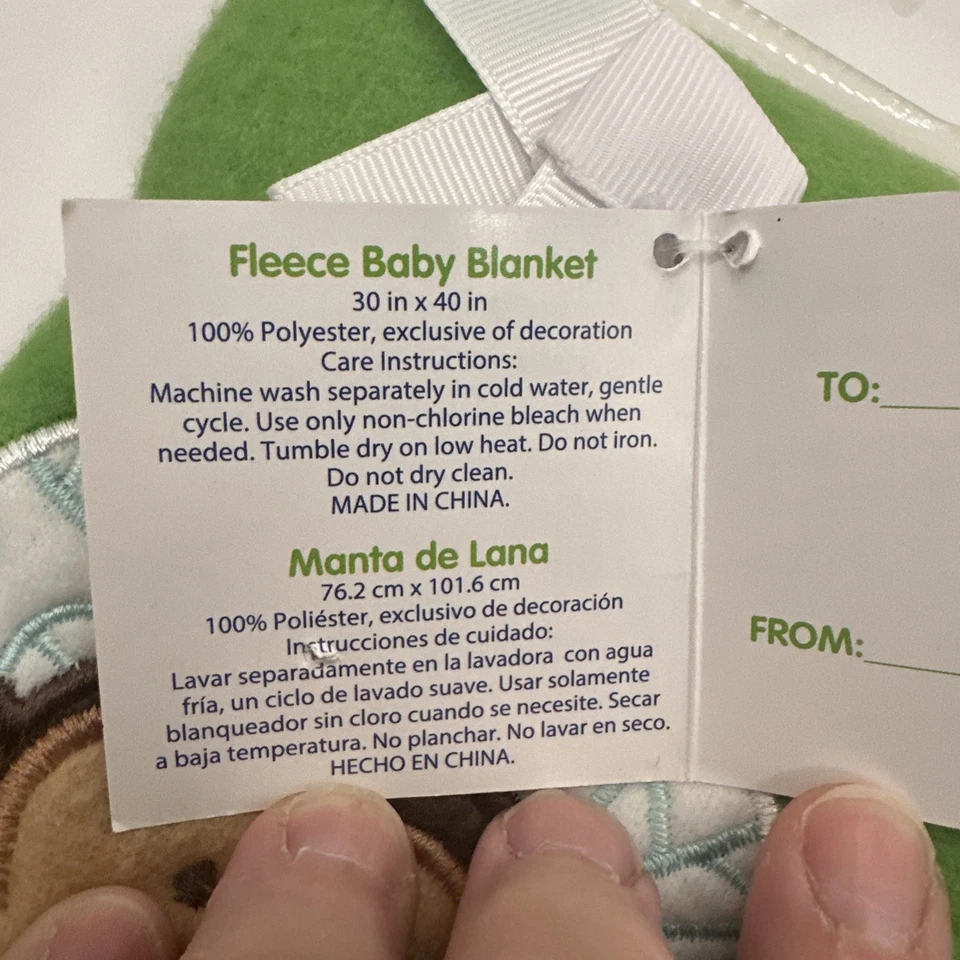 Fleece Baby Blanket
30 in x 40 in
100% Polyester, exclusive of decoration
Care Instructions:
Machine wash separately in cold water, gentle
cycle. Use only non-chlorine bleach when
needed. Tumble dry on low heat. Do not iron.
Do not dry clean.
MADE IN CHINA.
Manta de Lana
76.2 cm x 101.6 cm
100% Poliéster, exclusivo de decoración
Instrucciones de cuidado:
Lavar separadamente en la lavadora con agua
fría, un ciclo de lavado suave. Usar solamente
blanqueador sin cloro cuando se necesite. Secar
a baja temperatura. No planchar. No lavar en seco.
HECHO EN CHINA.
TO:
FROM: